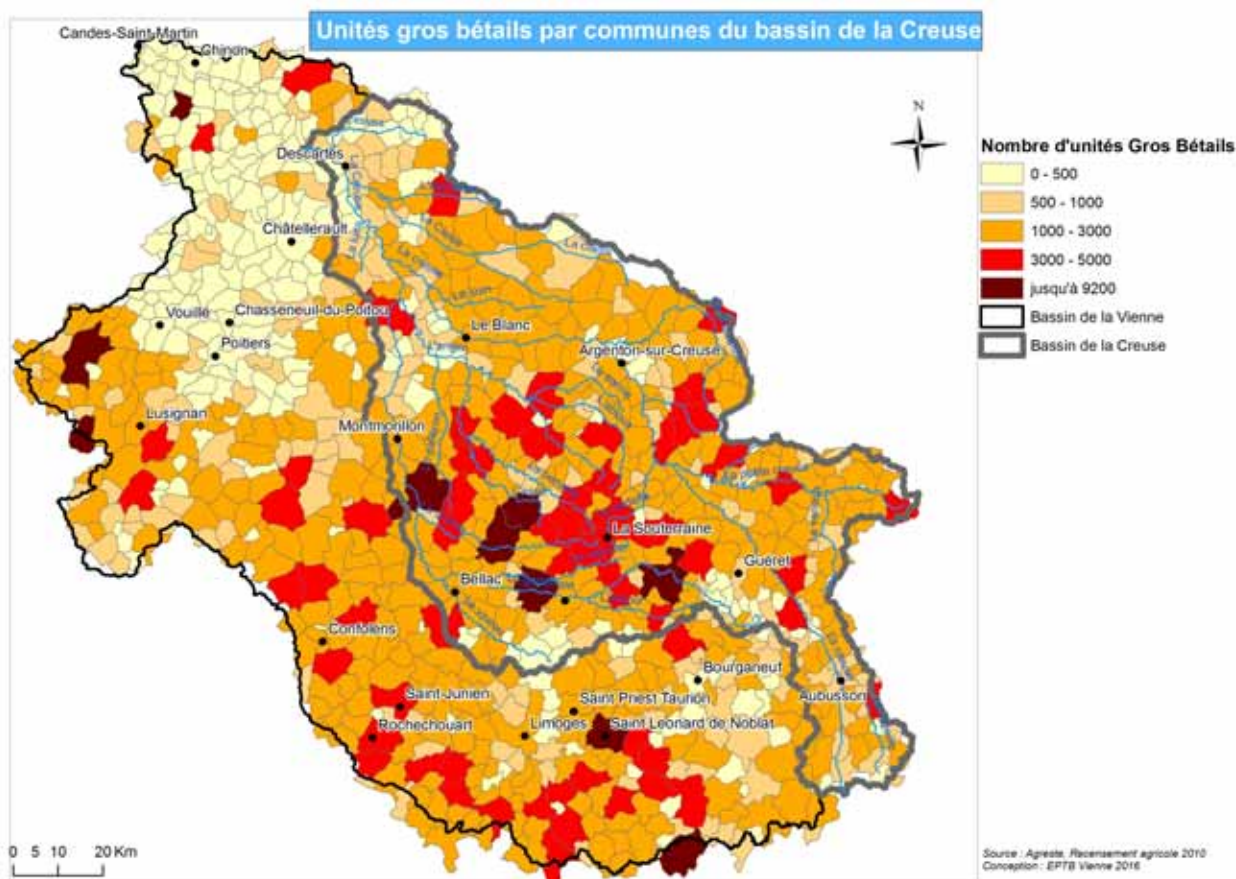 Unités gros bétails par communes du bassin de la Creuse
Candes-Saint-Martin
Chinon
N
Descartes
Châtellerault
Vouillé
Chasseneuil-du-Poitou
Poitiers
Le Blanc
Argenton-sur-Creuse
Lusignan
Montmorillon
La Souterraine
Guéret
Bellac
Confolens
Bourganeuf
Aubusson
Saint-Junien
Saint Priest Taurion
Rochechouart
Limoges
Saint Léonard de Noblat
La petite creuse
Nombre d'unités Gros Bétails
0 - 500
500 - 1000
1000 - 3000
3000 - 5000
jusqu'à 9200
Bassin de la Vienne
Bassin de la Creuse
0 5 10 20 Km
Source : Agreste, Recensement agricole 2010
Conception : EPTB Vienne 2016